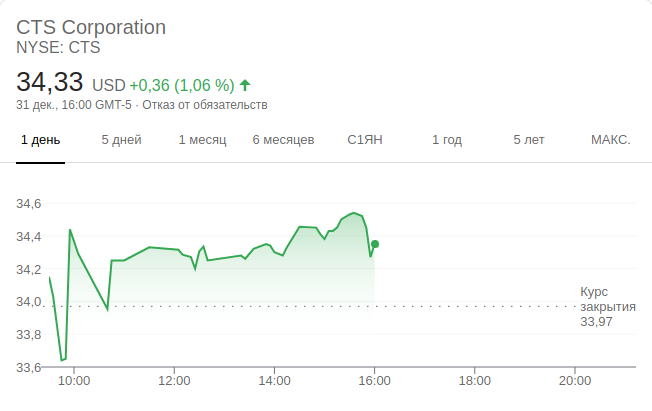 CTS Corporation
NYSE: CTS
34,33 USD +0,36 (1,06 %)
31 дек., 16:00 GMT-5 · Отказ от обязательств
1 день 5 дней 1 месяц 6 месяцев С1ЯН 1 год 5 лет МАКС.
34,6
34,4
34,2
34,0
33,8
33,6
Курс
закрытия
33,97
10:00 12:00 14:00 16:00 18:00 20:00